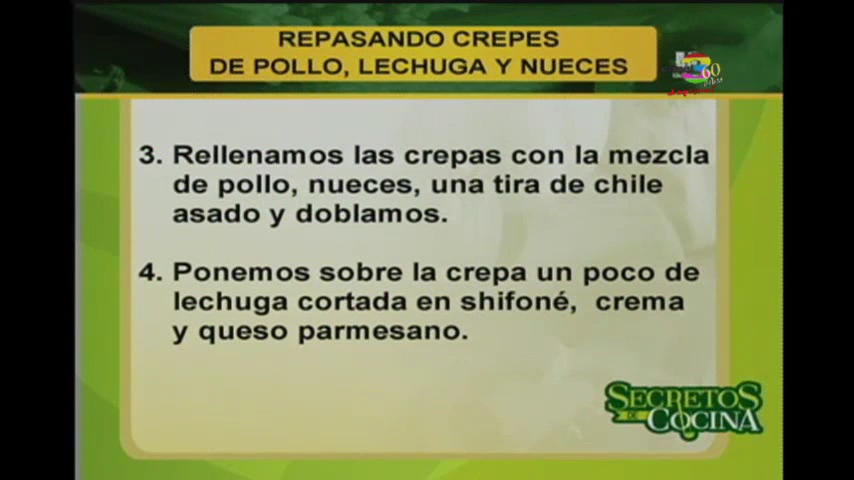 REPASANDO CREPES
DE POLLO, LECHUGA Y NUECES
60
3. Rellenamos las crepas con la mezcla
de pollo, nueces, una tira de chile
asado y doblamos.
4. Ponemos sobre la crepa un poco de
lechuga cortada en shifoné, crema
y queso parmesano.
SECRETOS
DE COCINA